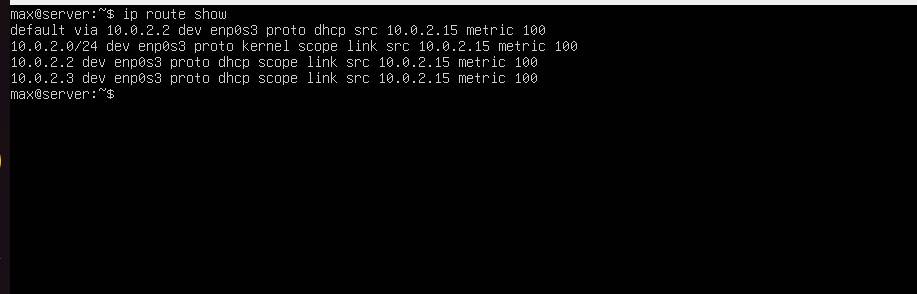 max@server:~$ ip route show
default via 10.0.2.2 dev enp0s3 proto dhcp src 10.0.2.15 metric 100
10.0.2.0/24 dev enp0s3 proto kernel scope link src 10.0.2.15 metric 100
10.0.2.2 dev enp0s3 proto dhcp scope link src 10.0.2.15 metric 100
10.0.2.3 dev enp0s3 proto dhcp scope link src 10.0.2.15 metric 100
max@server:~$